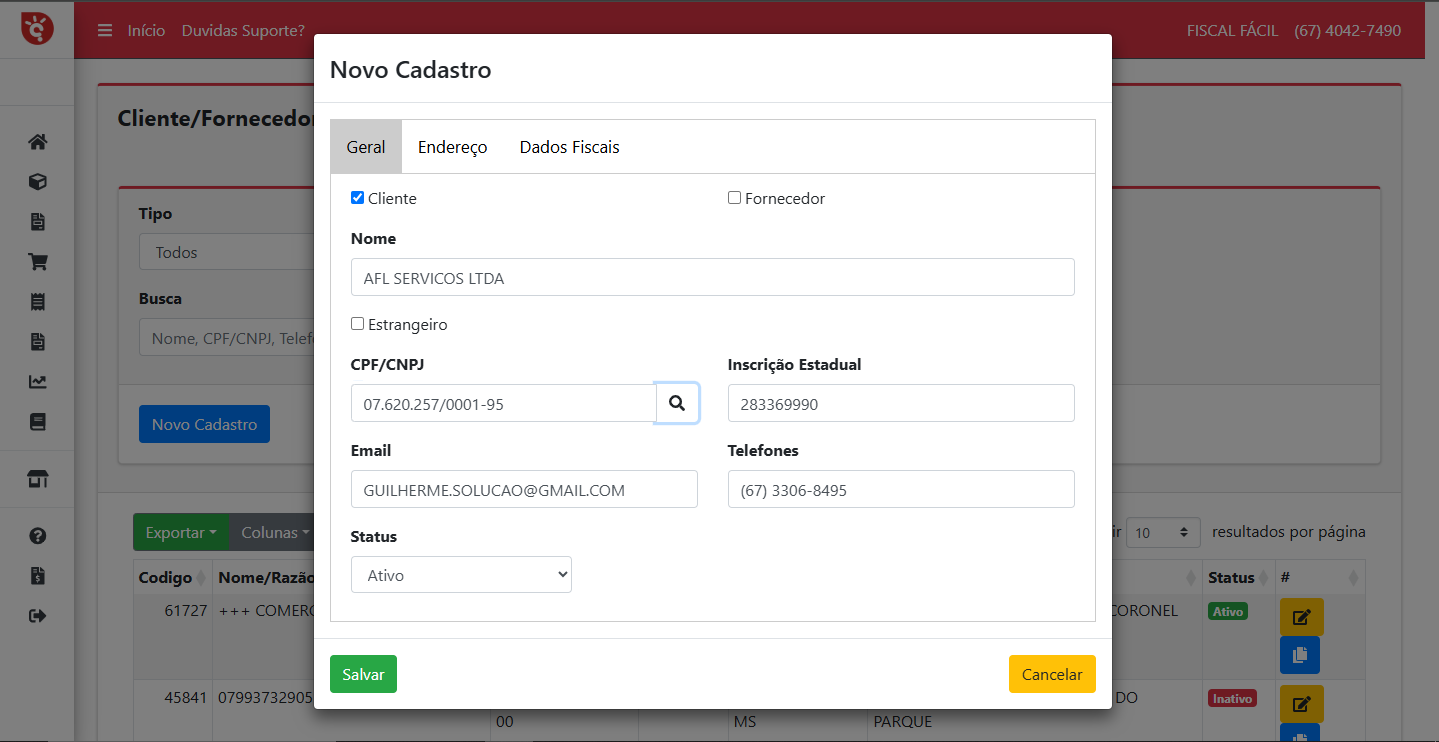 Início Duvidas Suporte? FISCAL FÁCIL (67) 4042-7490
Novo Cadastro
Cliente/Fornecedor
Geral Endereço Dados Fiscais
Cliente Fornecedor
Tipo
Nome
Todos
AFL SERVICOS LTDA
Busca
Estrangeiro
Nome, CPF/CNPJ, Telef
CPF/CNPJ Inscrição Estadual
07.620.257/0001-95 283369990
Novo Cadastro
Email Telefones
GUILHERME.SOLUCAO@GMAIL.COM (67) 3306-8495
Exportar Colunas ir 10 resultados por página
Status
Ativo
Codigo Nome/Razão Status #
61727 +++ COMERC CORONEL Ativo
Salvar Cancelar
45841 07993732905 DO Inativo
00 MS PARQUE